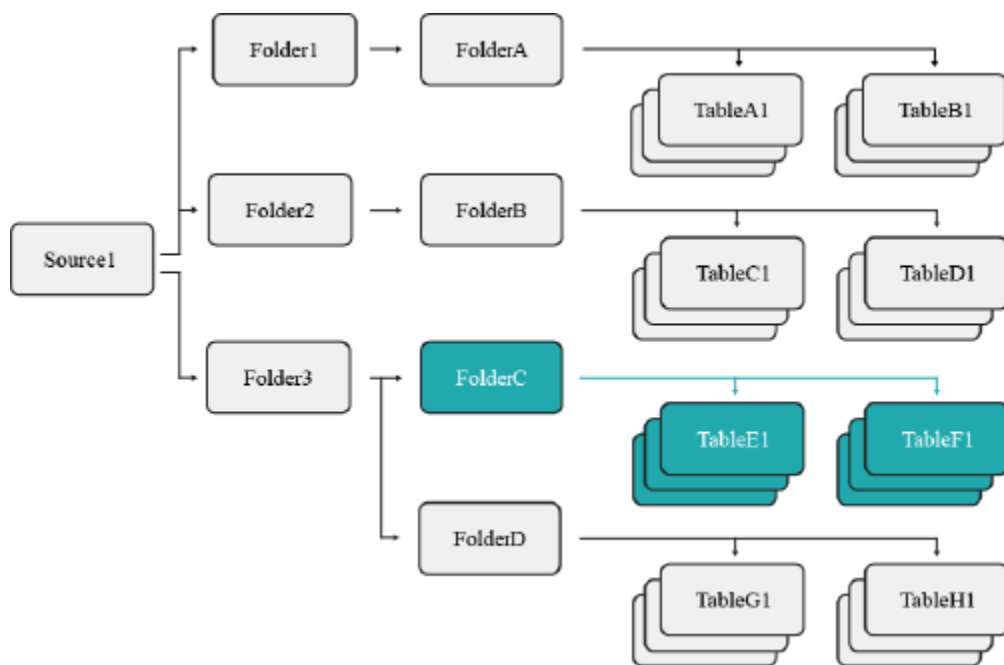 Folder1
FolderA
TableA1
TableB1
Folder2
FolderB
Source1
TableC1
TableD1
Folder3
FolderC
TableE1
TableF1
FolderD
TableG1
TableH1